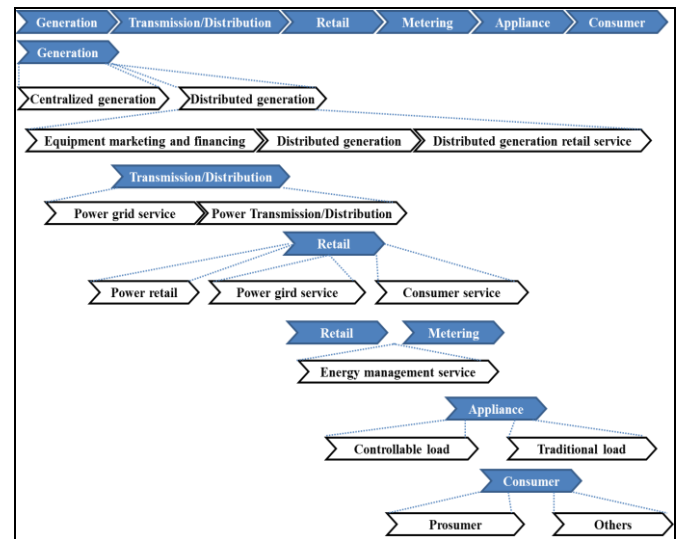 Generation Transmission/Distribution Retail Metering Appliance Consumer
Generation
Centralized generation Distributed generation
Equipment marketing and financing Distributed generation Distributed generation retail service
Transmission/Distribution
Power grid service Power Transmission/Distribution
Retail
Power retail Power gird service Consumer service
Retail Metering
Energy management service
Appliance
Controllable load Traditional load
Consumer
Prosumer Others